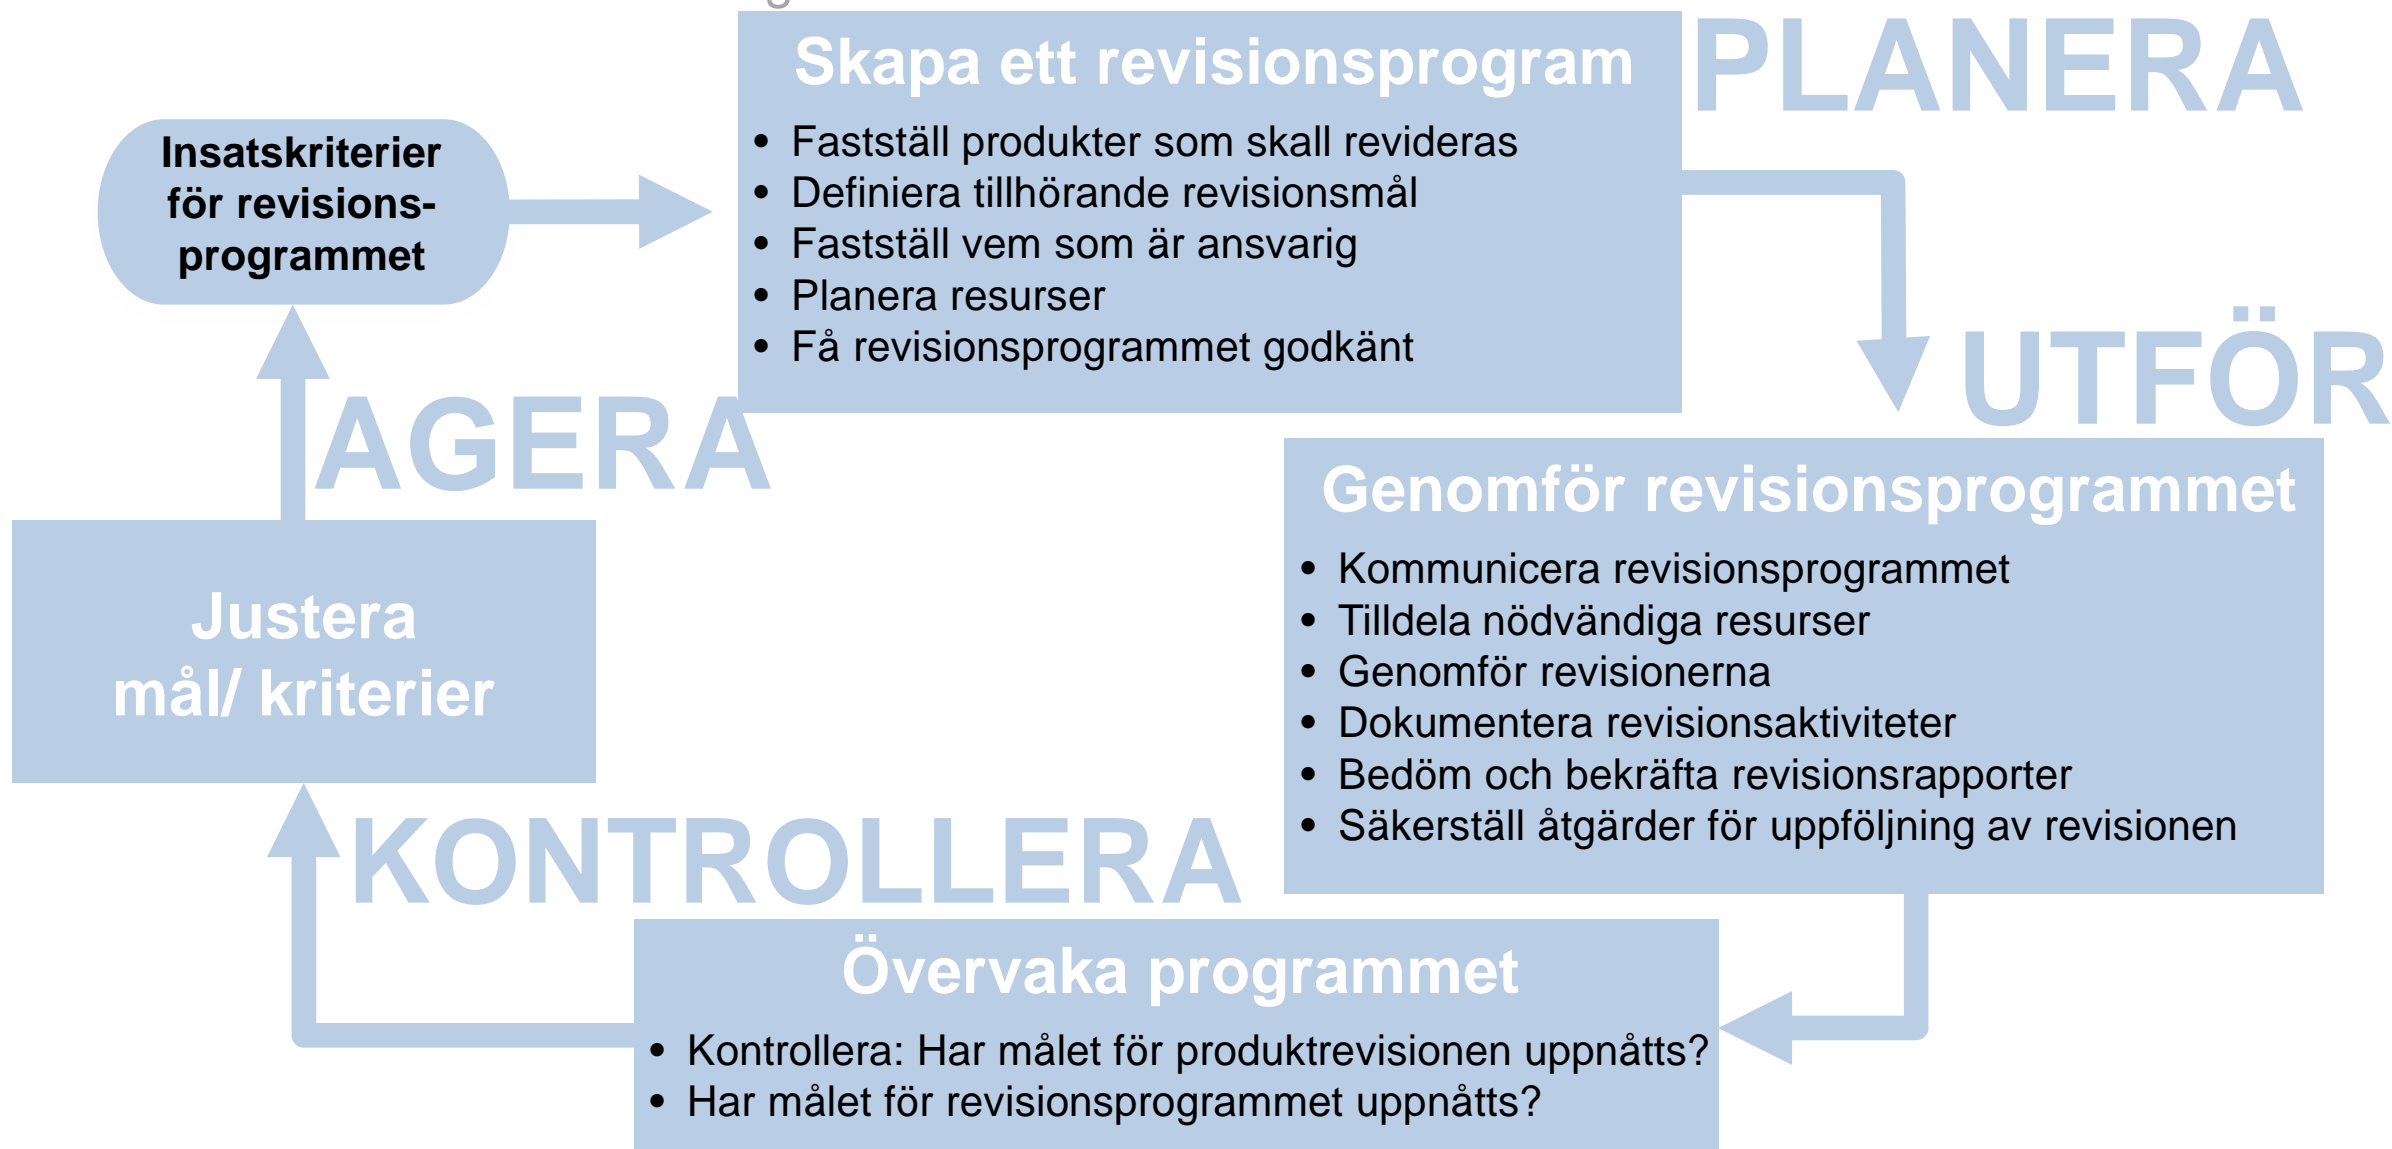 Skapa ett revisionsprogram
PLANERA
• Fastställ produkter som skall revideras
• Definiera tillhörande revisionsmål
• Fastställ vem som är ansvarig
• Planera resurser
• Få revisionsprogrammet godkänt
Insatskriterier
för revisions-
programmet
UTFÖR
AGERA
Genomför revisionsprogrammet
• Kommunicera revisionsprogrammet
• Tilldela nödvändiga resurser
• Genomför revisionerna
• Dokumentera revisionsaktiviteter
• Bedöm och bekräfta revisionsrapporter
• Säkerställ åtgärder för uppföljning av revisionen
Justera
mål/ kriterier
KONTROLLERA
Övervaka programmet
• Kontrollera: Har målet för produktrevisionen uppnåtts?
• Har målet för revisionsprogrammet uppnåtts?